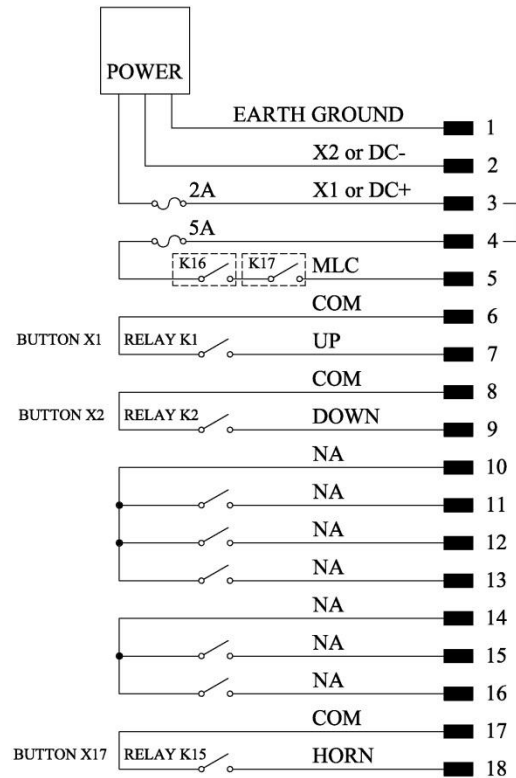 POWER
EARTH GROUND 1
X2 or DC- 2
2A X1 or DC+ 3
5A 4
K16 K17 MLC 5
COM 6
BUTTON X1 RELAY K1 UP 7
COM 8
BUTTON X2 RELAY K2 DOWN 9
NA 10
NA 11
NA 12
NA 13
NA 14
NA 15
NA 16
COM 17
BUTTON X17 RELAY K15 HORN 18